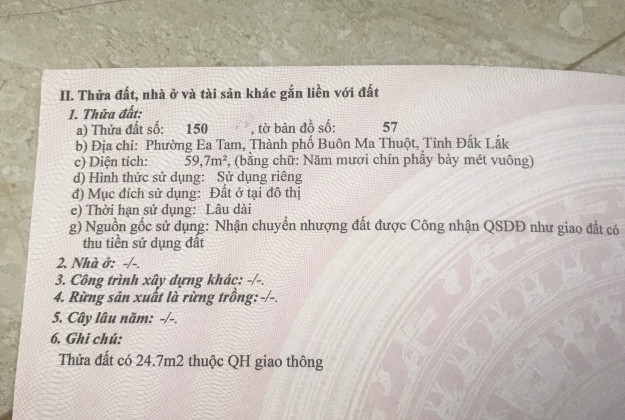 II. Thửa đất, nhà ở và tài sản khác gắn liền với đất
1. Thửa đất:
a) Thửa đất số: 150 , tờ bản đồ số: 57
b) Địa chỉ: Phường Ea Tam, Thành phố Buôn Ma Thuột, Tỉnh Đắk Lắk
c) Diện tích: 59,7m², (bằng chữ: Năm mươi chín phẩy bảy mét vuông)
d) Hình thức sử dụng: Sử dụng riêng
đ) Mục đích sử dụng: Đất ở tại đô thị
e) Thời hạn sử dụng: Lâu dài
g) Nguồn gốc sử dụng: Nhận chuyển nhượng đất được Công nhận QSDĐ như giao đất có
thu tiền sử dụng đất
2. Nhà ở: -/-.
3. Công trình xây dựng khác: -/-.
4. Rừng sản xuất là rừng trồng: -/-.
5. Cây lâu năm: -/-.
6. Ghi chú:
Thửa đất có 24.7m2 thuộc QH giao thông